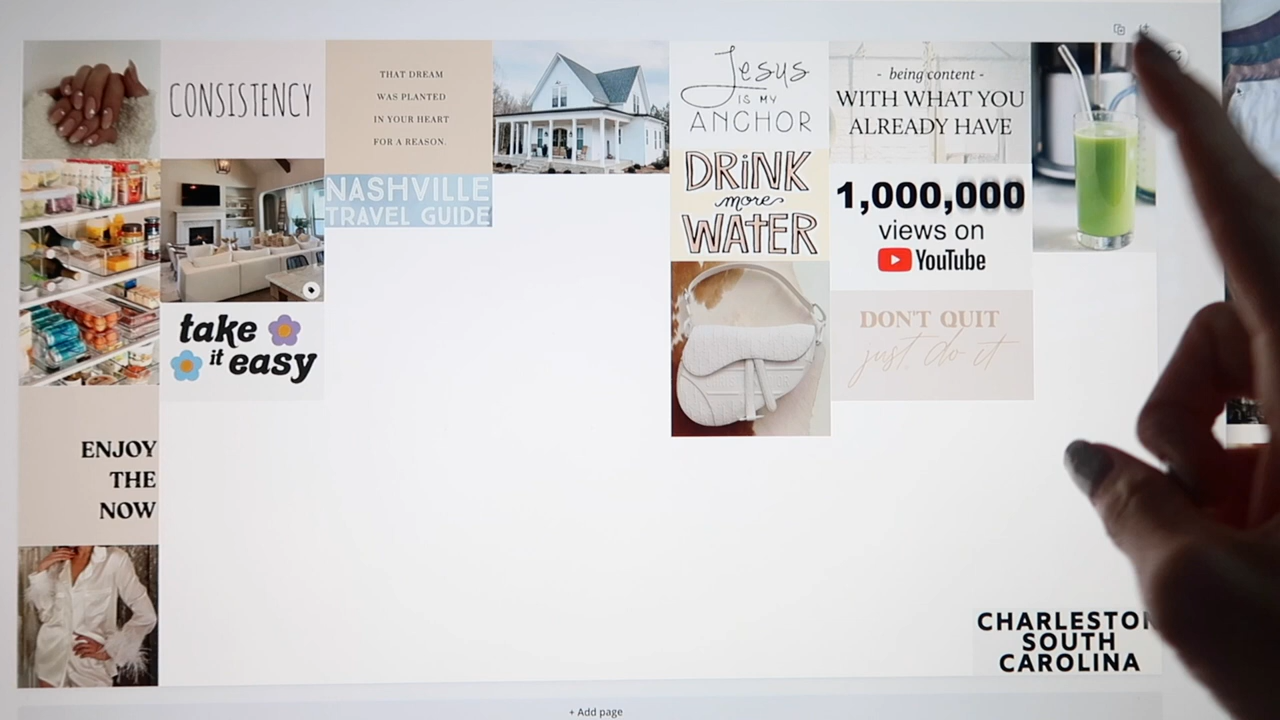 CONSISTENCY
THAT DREAM
WAS PLANTED
IN YOUR HEART
FOR A REASON.
NASHVILLE
TRAVEL GUIDE
Jesus
IS MY
ANCHOR
- being content -
WITH WHAT YOU
ALREADY HAVE
DRiNK
more
WAtER
1,000,000
views on
YouTube
take
it easy
DON'T QUIT
just do it
ENJOY
THE
NOW
CHARLESTON
SOUTH
CAROLINA
+ Add page